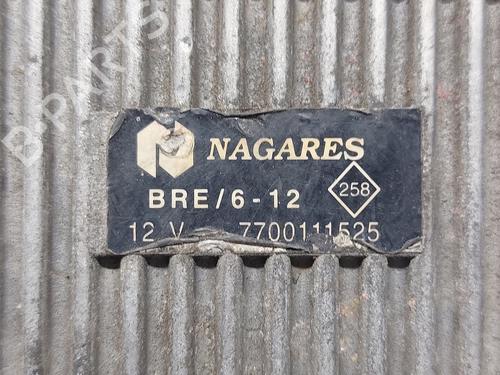 B-PARTS
NAGARES
BRE/6-12
258
12 V 7700111525